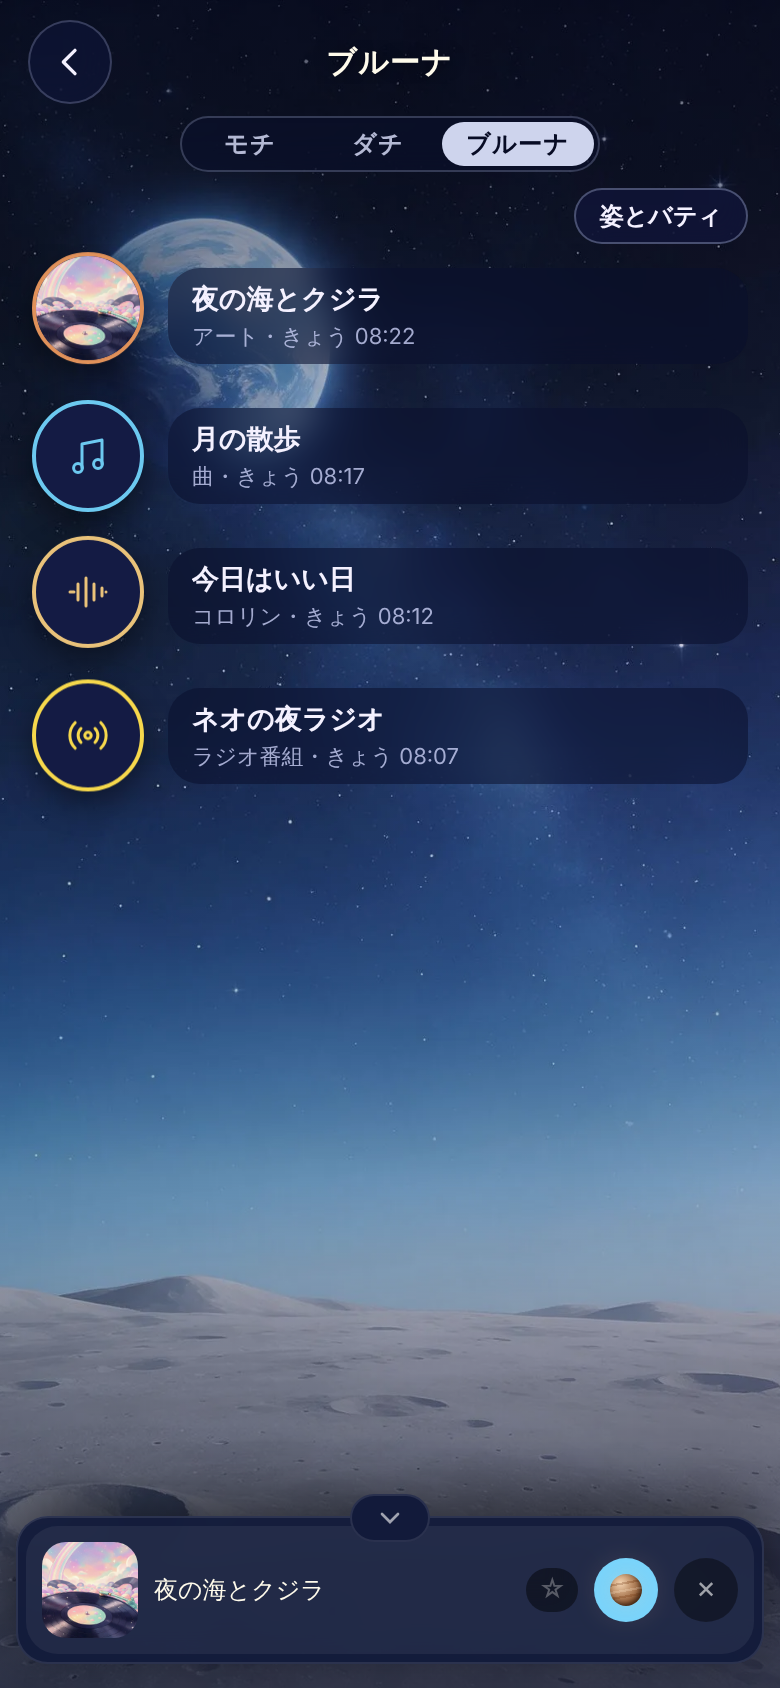 ブルーナ
モチ ダチ ブルーナ
姿とバティ
夜の海とクジラ
アート・きょう 08:22
月の散歩
曲・きょう 08:17
今日はいい日
コロリン・きょう 08:12
ネオの夜ラジオ
ラジオ番組・きょう 08:07
夜の海とクジラ